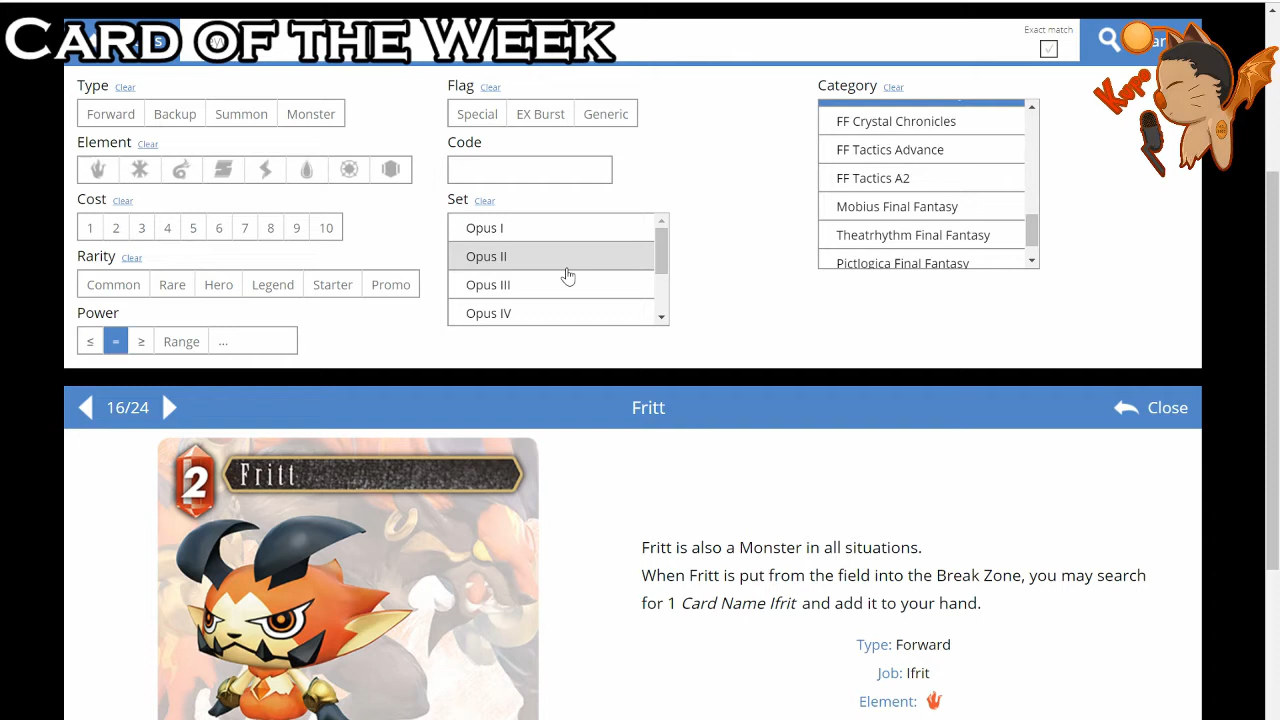 Card of the Week
Exact match
Type Clear
Forward Backup Summon Monster
Element Clear
Cost Clear
1 2 3 4 5 6 7 8 9 10
Rarity Clear
Common Rare Hero Legend Starter Promo
Power
≤ = ≥ Range ...
Flag Clear
Special EX Burst Generic
Code
Set Clear
Opus I
Opus II
Opus III
Opus IV
Category Clear
FF Crystal Chronicles
FF Tactics Advance
FF Tactics A2
Mobius Final Fantasy
Theatrhythm Final Fantasy
Pictlogica Final Fantasy
Kupo
16/24
Fritt
Close
2
Fritt
Fritt is also a Monster in all situations.
When Fritt is put from the field into the Break Zone, you may search
for 1 Card Name Ifrit and add it to your hand.
Type: Forward
Job: Ifrit
Element: